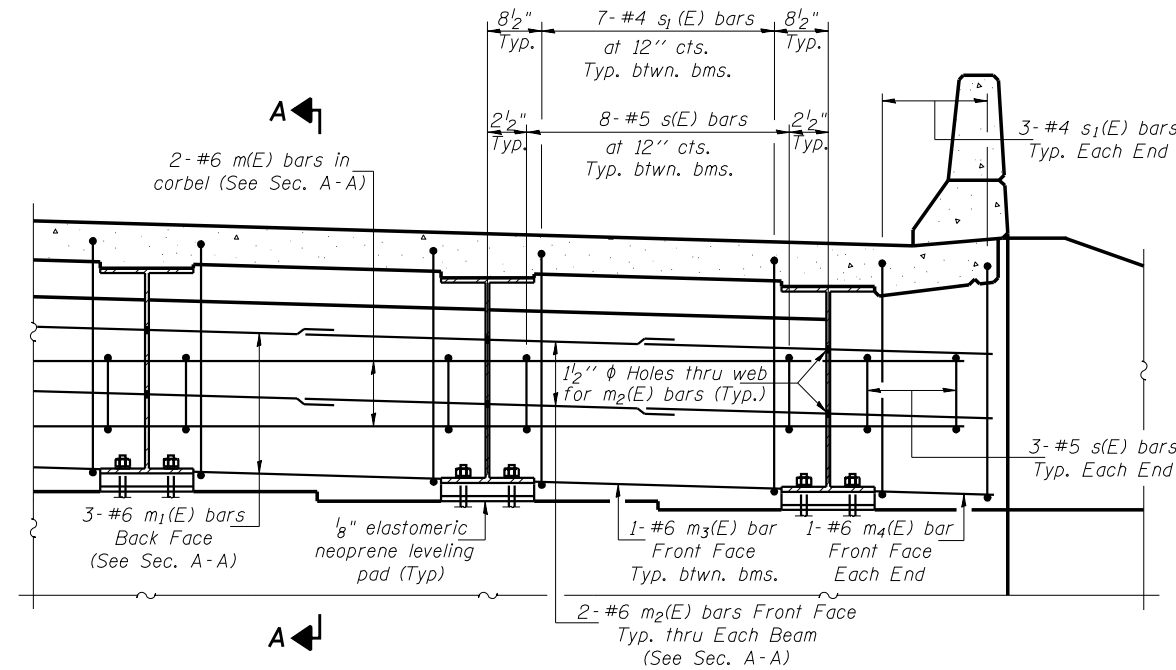 8½"
Typ.
7- #4 s₁(E) bars
at 12'' cts.
Typ. btwn. bms.
8½"
Typ.
A
2½"
Typ.
8- #5 s(E) bars
at 12'' cts.
Typ. btwn. bms.
2½"
Typ.
3- #4 s₁(E) bars
Typ. Each End
2- #6 m(E) bars in
corbel (See Sec. A-A)
1½'' ϕ Holes thru web
for m₂(E) bars (Typ.)
3- #5 s(E) bars
Typ. Each End
3- #6 m₁(E) bars
Back Face
(See Sec. A-A)
⅛" elastomeric
neoprene leveling
pad (Typ)
1- #6 m₃(E) bar
Front Face
Typ. btwn. bms.
1- #6 m₄(E) bar
Front Face
Each End
2- #6 m₂(E) bars Front Face
Typ. thru Each Beam
(See Sec. A-A)
A